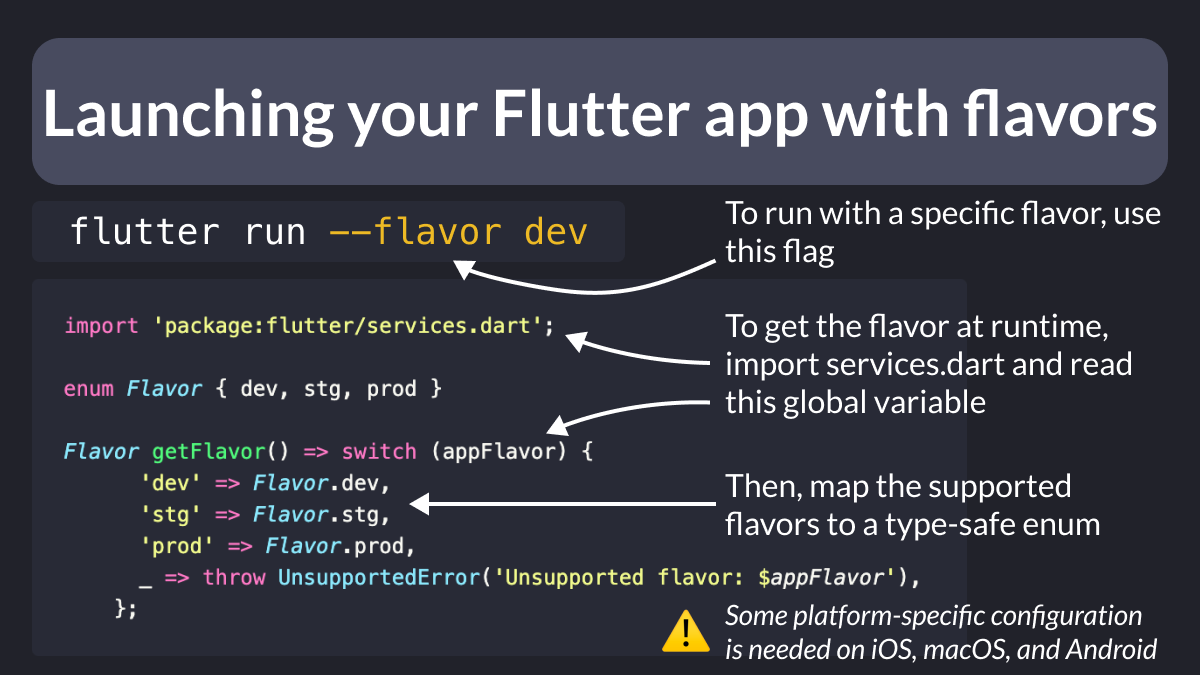 Launching your Flutter app with flavors
flutter run --flavor dev
To run with a specific flavor, use
this flag
import 'package:flutter/services.dart';

enum Flavor { dev, stg, prod }

Flavor getFlavor() => switch (appFlavor) {
      'dev' => Flavor.dev,
      'stg' => Flavor.stg,
      'prod' => Flavor.prod,
      _ => throw UnsupportedError('Unsupported flavor: $appFlavor'),
    };
To get the flavor at runtime,
import services.dart and read
this global variable
Then, map the supported
flavors to a type-safe enum
Some platform-specific configuration
is needed on iOS, macOS, and Android